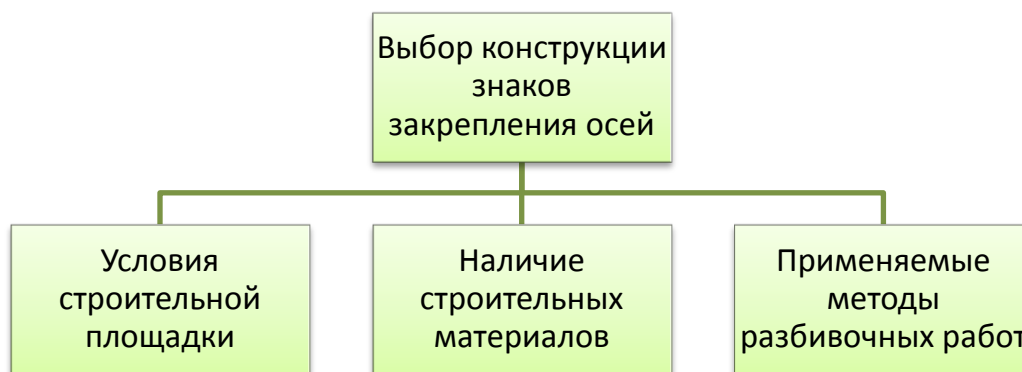 Выбор конструкции
знаков
закрепления осей
Условия
строительной
площадки
Наличие
строительных
материалов
Применяемые
методы
разбивочных работ